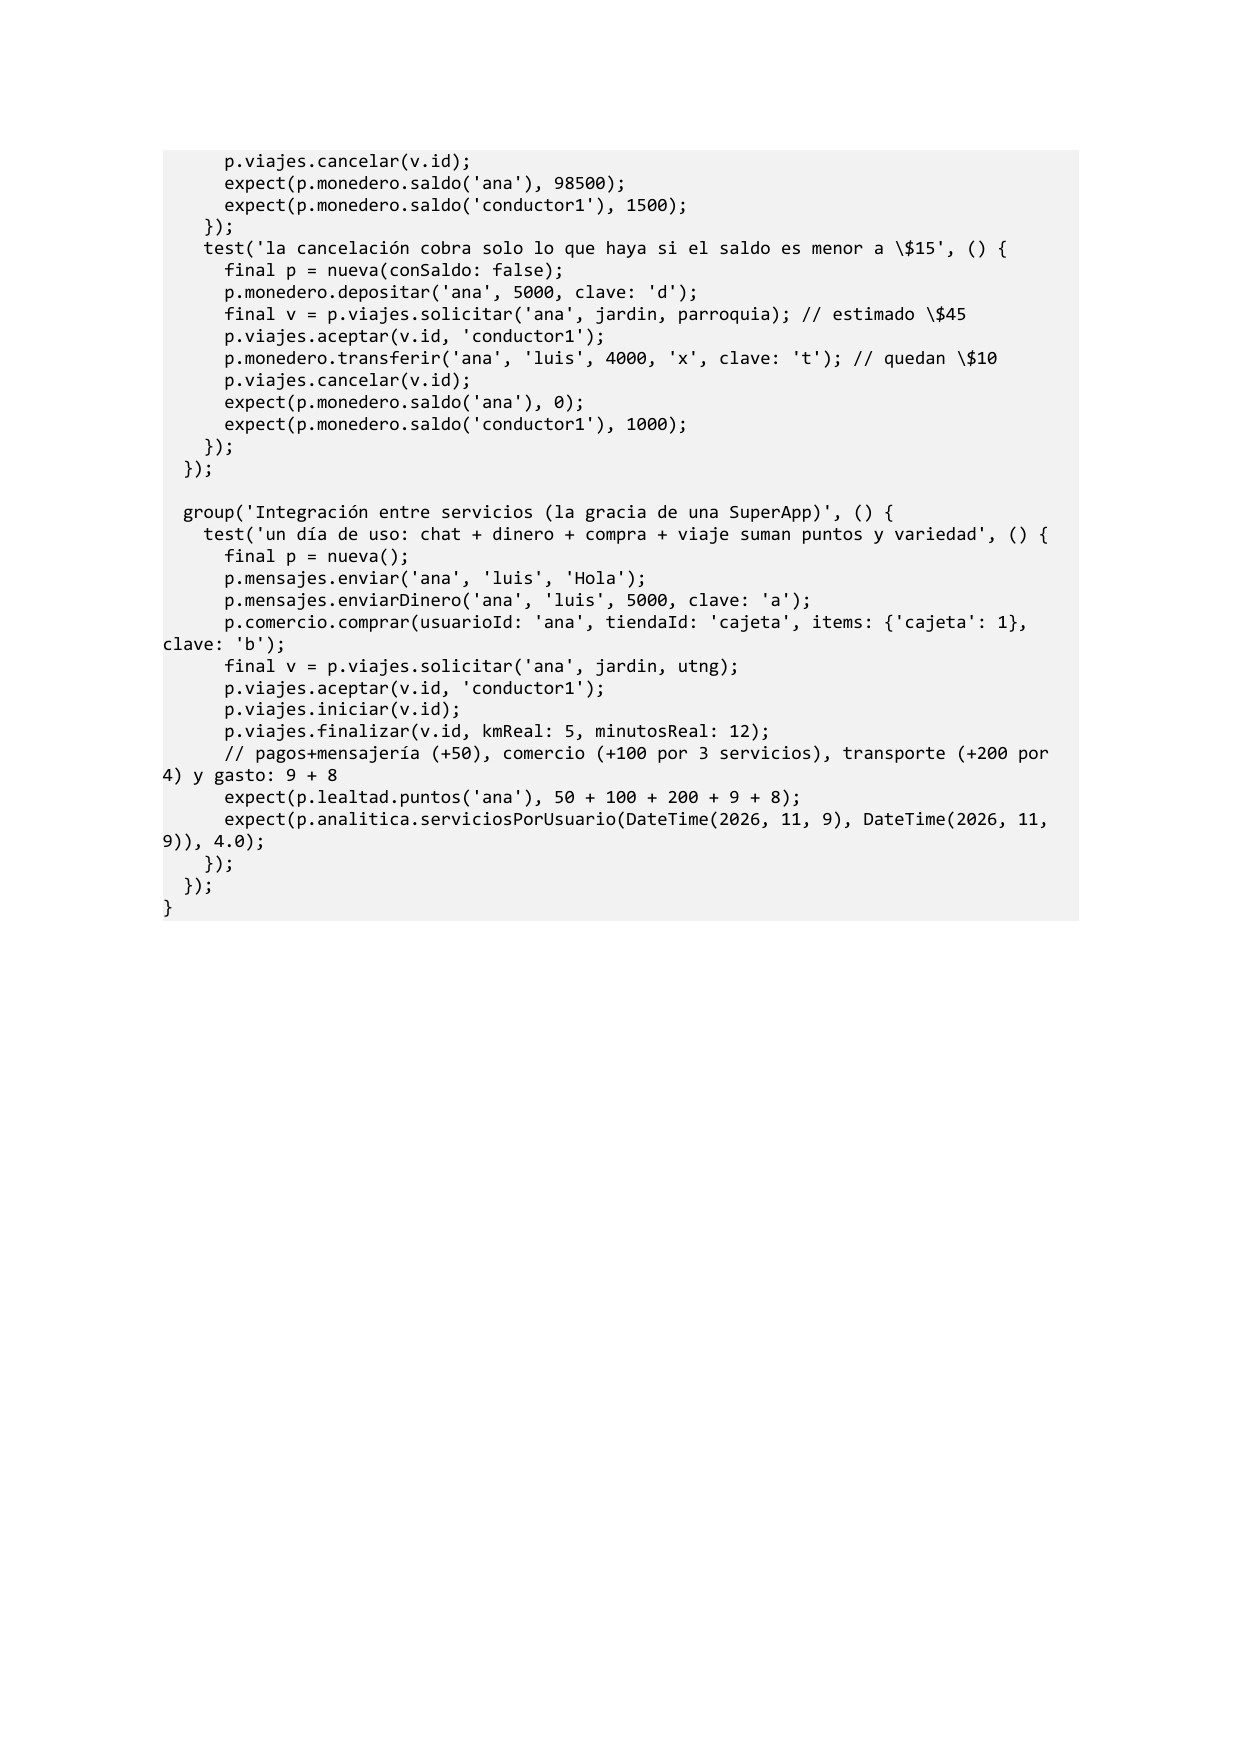 p.viajes.cancelar(v.id);
      expect(p.monedero.saldo('ana'), 98500);
      expect(p.monedero.saldo('conductor1'), 1500);
    });
    test('la cancelación cobra solo lo que haya si el saldo es menor a \$15', () {
      final p = nueva(conSaldo: false);
      p.monedero.depositar('ana', 5000, clave: 'd');
      final v = p.viajes.solicitar('ana', jardin, parroquia); // estimado \$45
      p.viajes.aceptar(v.id, 'conductor1');
      p.monedero.transferir('ana', 'luis', 4000, 'x', clave: 't'); // quedan \$10
      p.viajes.cancelar(v.id);
      expect(p.monedero.saldo('ana'), 0);
      expect(p.monedero.saldo('conductor1'), 1000);
    });
  });

  group('Integración entre servicios (la gracia de una SuperApp)', () {
    test('un día de uso: chat + dinero + compra + viaje suman puntos y variedad', () {
      final p = nueva();
      p.mensajes.enviar('ana', 'luis', 'Hola');
      p.mensajes.enviarDinero('ana', 'luis', 5000, clave: 'a');
      p.comercio.comprar(usuarioId: 'ana', tiendaId: 'cajeta', items: {'cajeta': 1},
clave: 'b');
      final v = p.viajes.solicitar('ana', jardin, utng);
      p.viajes.aceptar(v.id, 'conductor1');
      p.viajes.iniciar(v.id);
      p.viajes.finalizar(v.id, kmReal: 5, minutosReal: 12);
      // pagos+mensajería (+50), comercio (+100 por 3 servicios), transporte (+200 por
4) y gasto: 9 + 8
      expect(p.lealtad.puntos('ana'), 50 + 100 + 200 + 9 + 8);
      expect(p.analitica.serviciosPorUsuario(DateTime(2026, 11, 9), DateTime(2026, 11,
9)), 4.0);
    });
  });
}